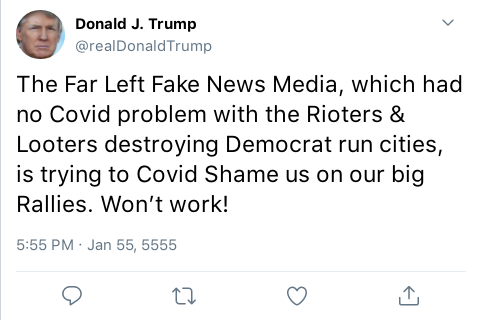 Donald J. Trump
@realDonaldTrump
The Far Left Fake News Media, which had
no Covid problem with the Rioters &
Looters destroying Democrat run cities,
is trying to Covid Shame us on our big
Rallies. Won’t work!
5:55 PM · Jan 55, 5555